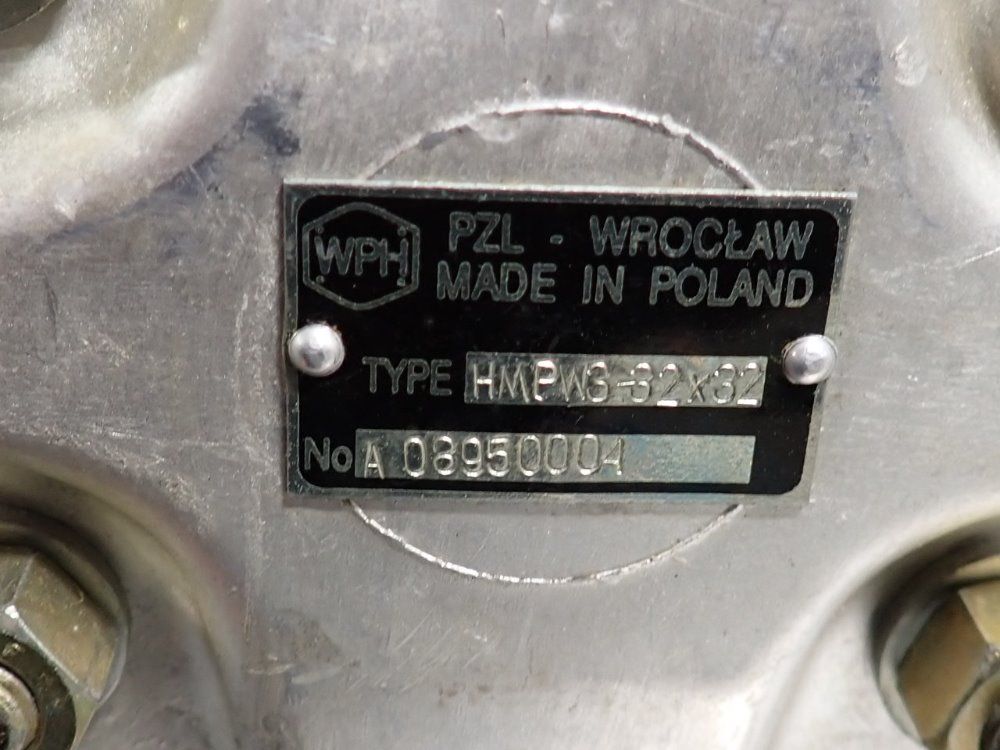 WPH
PZL - WROCŁAW
MADE IN POLAND
TYPE HMPW3-32x32
No A 08950004